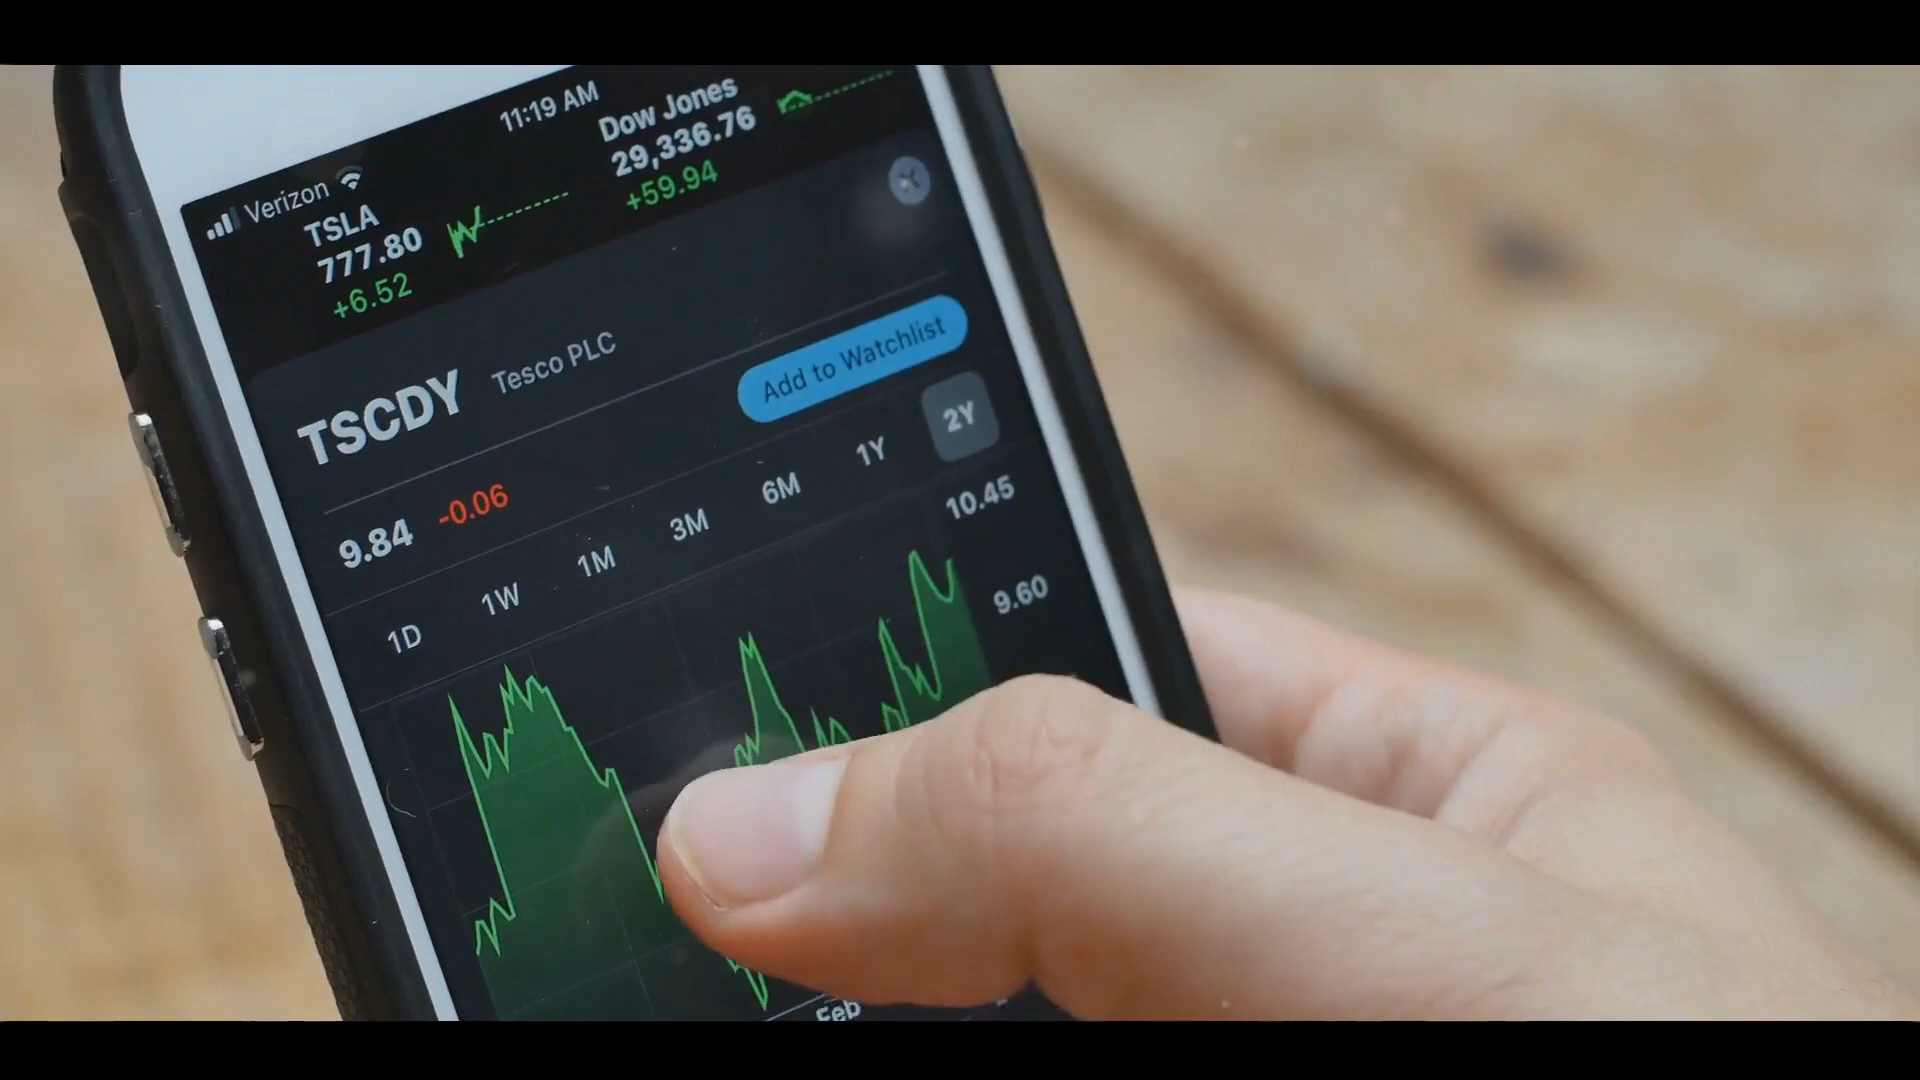 11:19 AM
Verizon
TSLA
777.80
+6.52
Dow Jones
29,336.76
+59.94
TSCDY Tesco PLC
Add to Watchlist
9.84 -0.06
1D 1W 1M 3M 6M 1Y 2Y
10.45
9.60
Feb